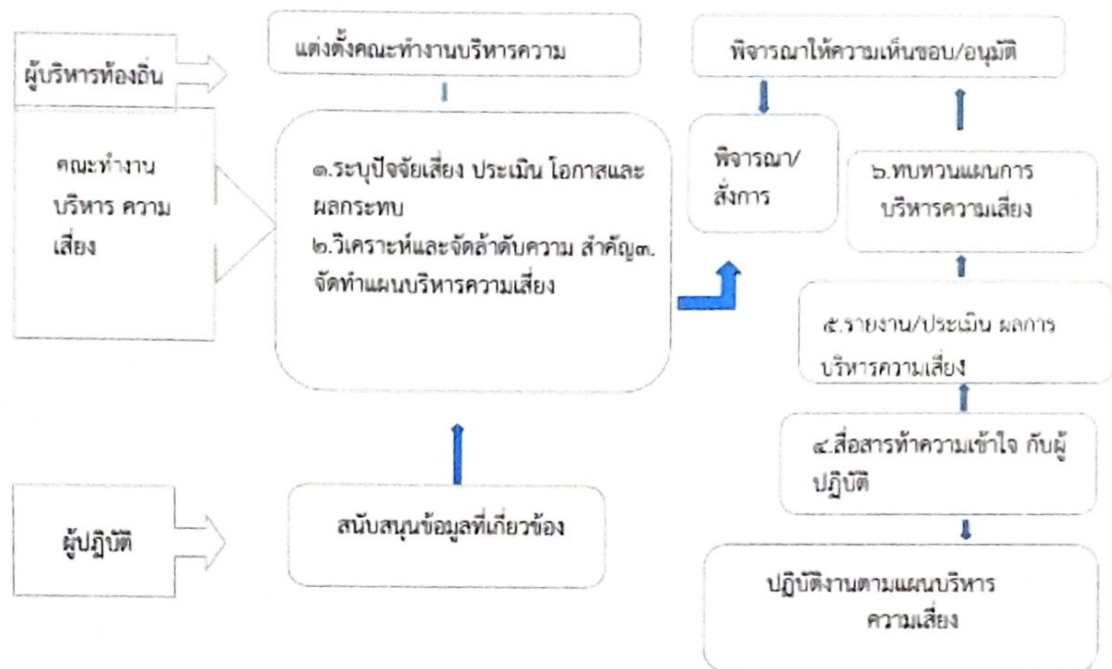 ผู้บริหารท้องถิ่น
แต่งตั้งคณะทำงานบริหารความ
พิจารณาให้ความเห็นชอบ/อนุมัติ
คณะทำงาน
บริหาร ความ
เสี่ยง
๑.ระบุปัจจัยเสี่ยง ประเมิน โอกาสและ
ผลกระทบ
๒.วิเคราะห์และจัดล้าดับความ สำคัญ๓.
จัดทำแผนบริหารความเสี่ยง
พิจารณา/
สั่งการ
๖.ทบทวนแผนการ
บริหารความเสี่ยง
๕.รายงาน/ประเมิน ผลการ
บริหารความเสี่ยง
๔.สื่อสารท้าความเข้าใจ กับผู้
ปฏิบัติ
ผู้ปฏิบัติ
สนับสนุนข้อมูลที่เกี่ยวข้อง
ปฏิบัติงานตามแผนบริหาร
ความเสี่ยง